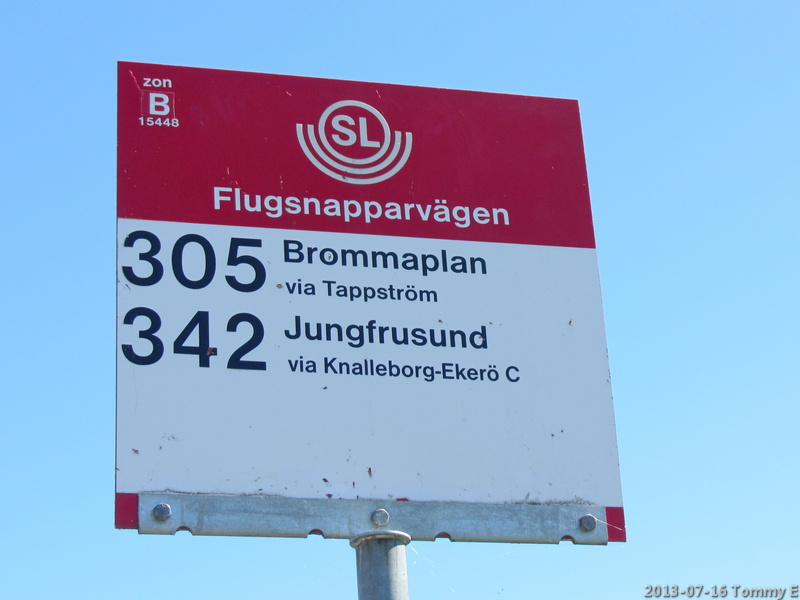 zon
B
15448
SL
Flugsnapparvägen
305 Brommaplan
via Tappström
342 Jungfrusund
via Knalleborg-Ekerö C
2013-07-16 Tommy E